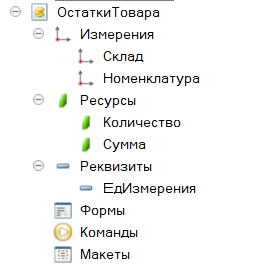 ОстаткиТовара
Измерения
Склад
Номенклатура
Ресурсы
Количество
Сумма
Реквизиты
ЕдИзмерения
Формы
Команды
Макеты